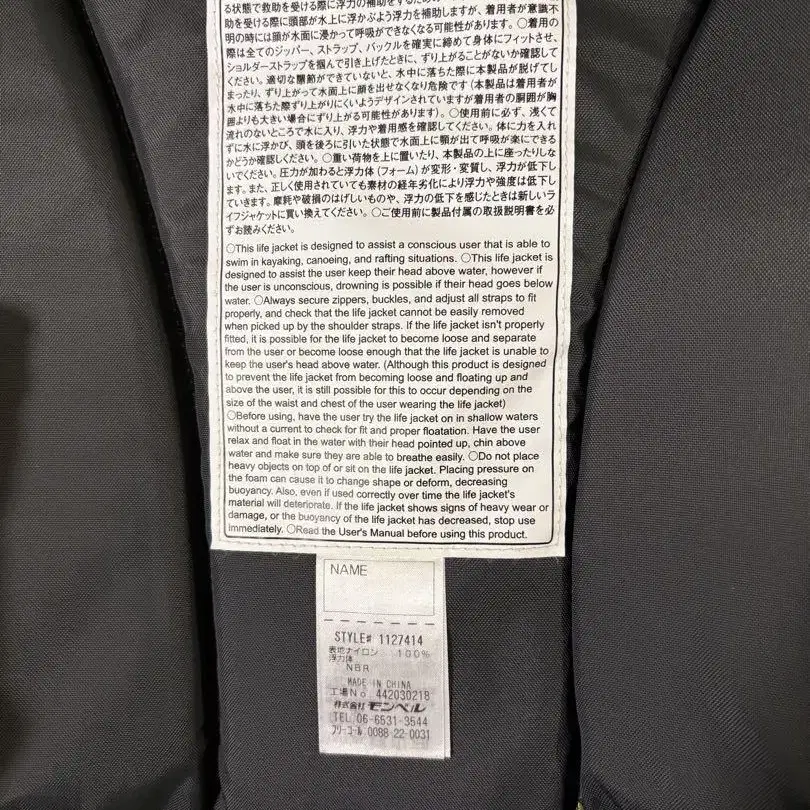 る状態で救助を受ける際に浮力の補助をするための
助を受ける際に頭部が水上に浮かぶよう浮力を補助しますが、着用者が意識不
明の時には顔が水面に浸かって呼吸ができなくなる可能性があります。○着用の
際は全てのジッパー、ストラップ、バックルを確実に締めて身体にフィットさせ、
ショルダーストラップを掴んで引き上げたときに、ずり上がることがないか確認して
ください。適切な調節ができていないと、水中に落ちた際に本製品が脱げてし
まったり、ずり上がって水面上に顔を出せなくなり危険です(本製品は着用者が
水中に落ちた際ずり上がりにくいようデザインされていますが着用者の胴囲が胸
囲よりも大きい場合にずり上がる可能性があります)。○使用前に必ず、浅くて
流れのないところで水に入り、浮力や着用感を確認してください。体に力を入れ
ずに水に浮かび、頭を後ろに引いた状態で水面上に顎が出て呼吸が楽にできる
かどうか確認しください。○重い荷物を上に置いたり、本製品の上に座ったりしな
いでください。圧力が加わると浮力体(フォーム)が変形・変質し、浮力が低下し
ます。また、正しく使用されていても素材の経年劣化により浮力や強度は低下し
ていきます。摩耗や破損のはげしいものや、浮力の低下を感じたときは新しいラ
イフジャケットに買い換えてください。○ご使用前に製品付属の取扱説明書を必
ずお読みください。
○This life jacket is designed to assist a conscious user that is able to
swim in kayaking, canoeing, and rafting situations. ○This life jacket is
designed to assist the user keep their head above water, however if
the user is unconscious, drowning is possible if their head goes below
water. ○Always secure zippers, buckles, and adjust all straps to fit
properly, and check that the life jacket cannot be easily removed
when picked up by the shoulder straps. If the life jacket isn't properly
fitted, it is possible for the life jacket to become loose and separate
from the user or become loose enough that the life jacket is unable to
keep the user's head above water. (Although this product is designed
to prevent the life jacket from becoming loose and floating up and
above the user, it is still possible for this to occur depending on the
size of the waist and chest of the user wearing the life jacket)
○Before using, have the user try the life jacket on in shallow waters
without a current to check for fit and proper floatation. Have the user
relax and float in the water with their head pointed up, chin above
water and make sure they are able to breathe easily. ○Do not place
heavy objects on top of or sit on the life jacket. Placing pressure on
the foam can cause it to change shape or deform, decreasing
buoyancy. Also, even if used correctly over time the life jacket's
material will deteriorate. If the life jacket shows signs of heavy wear or
damage, or the buoyancy of the life jacket has decreased, stop use
immediately. ○Read the User's Manual before using this product.
NAME
STYLE# 1127414
表地ナイロン 100%
浮力体
NBR
MADE IN CHINA
工場No. 442030218
株式会社モンベル
TEL 06-6531-3544
フリーコール 0088 22-0031